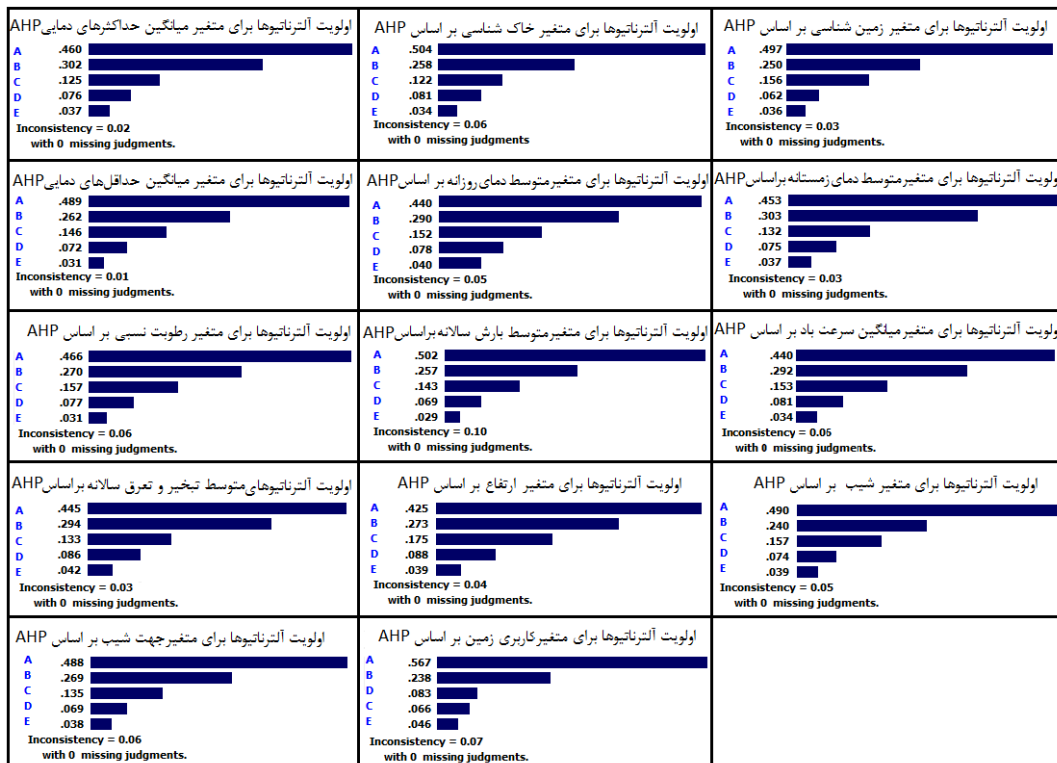 اولویت آلترناتیوها برای متغیر میانگین حداکثرهای دمایی AHP
A .460
B .302
C .125
D .076
E .037
Inconsistency = 0.02
with 0 missing judgments.
اولویت آلترناتیوها برای متغیر خاک شناسی بر اساس AHP
A .504
B .258
C .122
D .081
E .034
Inconsistency = 0.06
with 0 missing judgments
اولویت آلترناتیوها برای متغیر زمین شناسی بر اساس AHP
A .497
B .250
C .156
D .062
E .036
Inconsistency = 0.03
with 0 missing judgments.
اولویت آلترناتیوها برای متغیر میانگین حداقل‌های دمایی AHP
A .489
B .262
C .146
D .072
E .031
Inconsistency = 0.01
with 0 missing judgments.
اولویت آلترناتیوها برای متغیر متوسط دمای روزانه بر اساس AHP
A .440
B .290
C .152
D .078
E .040
Inconsistency = 0.05
with 0 missing judgments.
اولویت آلترناتیوها برای متغیر متوسط دمای زمستانه براساس AHP
A .453
B .303
C .132
D .075
E .037
Inconsistency = 0.03
with 0 missing judgments.
اولویت آلترناتیوها برای متغیر رطوبت نسبی بر اساس AHP
A .466
B .270
C .157
D .077
E .031
Inconsistency = 0.06
with 0 missing judgments.
اولویت آلترناتیوها برای متغیر متوسط بارش سالانه براساس AHP
A .502
B .257
C .143
D .069
E .029
Inconsistency = 0.10
with 0 missing judgments.
اولویت آلترناتیوها برای متغیر میانگین سرعت باد بر اساس AHP
A .440
B .292
C .153
D .081
E .034
Inconsistency =
with 0 missing judgments.
اولویت آلترناتیوهای متوسط تبخیر و تعرق سالانه براساس AHP
A .445
B .294
C .133
D .086
E .042
Inconsistency = 0.03
with 0 missing judgments.
اولویت آلترناتیوها برای متغیر ارتفاع بر اساس AHP
A .425
B .273
C .175
D .088
E .039
Inconsistency = 0.04
with 0 missing judgments.
اولویت آلترناتیوها برای متغیر شیب بر اساس AHP
A .490
B .240
C .157
D .074
E .039
Inconsistency = 0.05
with 0 missing judgments.
اولویت آلترناتیوها برای متغیر جهت شیب بر اساس AHP
A .488
B .269
C .135
D .069
E .038
Inconsistency = 0.06
with 0 missing judgments.
اولویت آلترناتیوها برای متغیر کاربری زمین بر اساس AHP
A .567
B .238
D .083
C .066
E .046
Inconsistency = 0.07
with 0 missing judgments.